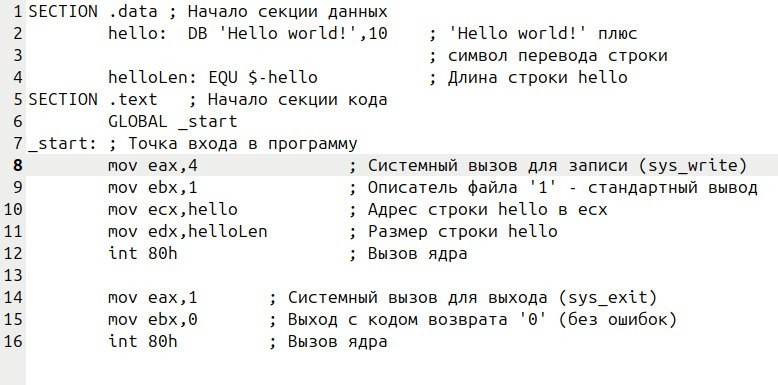 1 SECTION .data ; Начало секции данных
2         hello:  DB 'Hello world!',10    ; 'Hello world!' плюс
3                                         ; символ перевода строки
4         helloLen: EQU $-hello           ; Длина строки hello
5 SECTION .text   ; Начало секции кода
6         GLOBAL _start
7 _start: ; Точка входа в программу
8         mov eax,4               ; Системный вызов для записи (sys_write)
9         mov ebx,1               ; Описатель файла '1' - стандартный вывод
10         mov ecx,hello           ; Адрес строки hello в ecx
11         mov edx,helloLen        ; Размер строки hello
12         int 80h                 ; Вызов ядра
13
14         mov eax,1       ; Системный вызов для выхода (sys_exit)
15         mov ebx,0       ; Выход с кодом возврата '0' (без ошибок)
16         int 80h         ; Вызов ядра